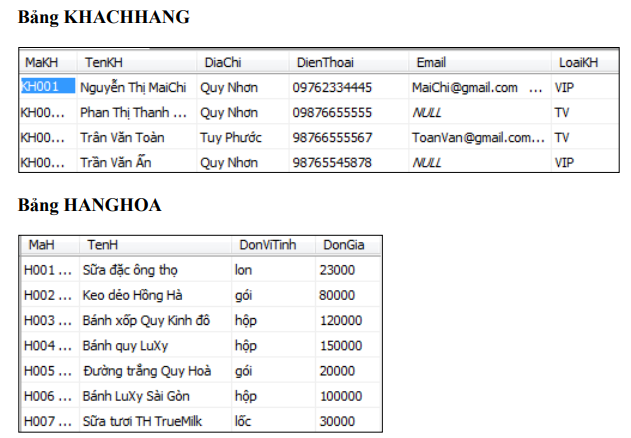 Bảng KHACHHANG
MaKH TenKH DiaChi DienThoai Email LoaiKH
KH001 Nguyễn Thị MaiChi Quy Nhơn 09762334445 MaiChi@gmail.com ... VIP
KH00... Phan Thị Thanh ... Quy Nhơn 09876655555 NULL TV
KH00... Trân Văn Toàn Tuy Phước 98766555567 ToanVan@gmail.com... TV
KH00... Trần Văn Ẩn Quy Nhơn 98765545878 NULL VIP
Bảng HANGHOA
MaH TenH DonViTinh DonGia
H001 ... Sữa đặc ông thọ lon 23000
H002 ... Keo dẻo Hồng Hà gói 80000
H003 ... Bánh xốp Quy Kinh đô hộp 120000
H004 ... Bánh quy LuXy hộp 150000
H005 ... Đường trắng Quy Hoà gói 20000
H006 ... Bánh LuXy Sài Gòn hộp 100000
H007 ... Sữa tươi TH TrueMilk lốc 30000